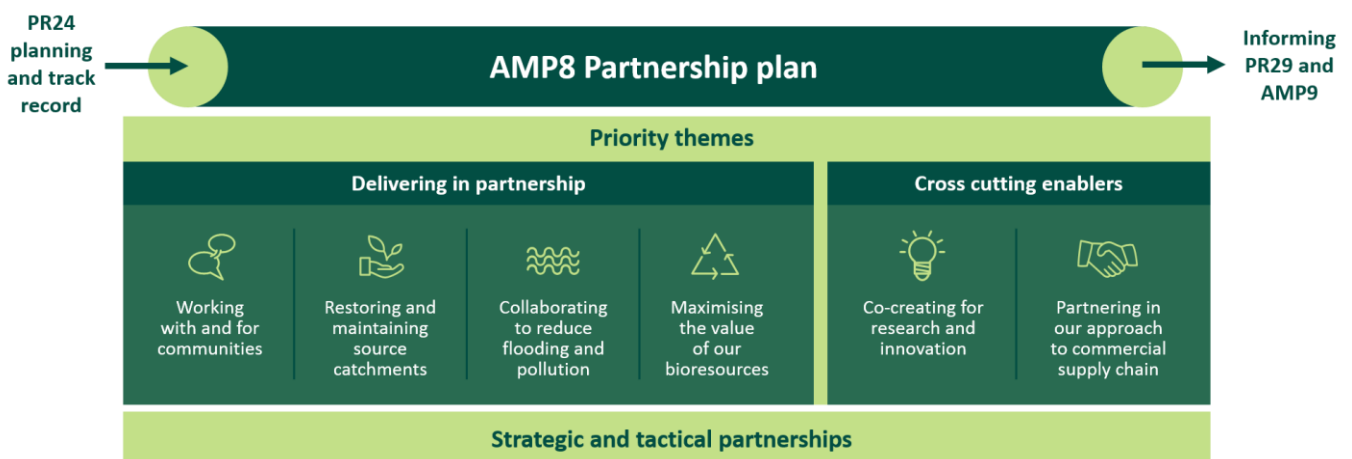 PR24
planning
and track
record
AMP8 Partnership plan
Informing
PR29 and
AMP9
Priority themes
Delivering in partnership
Cross cutting enablers
Working
with and for
communities
Restoring and
maintaining
source
catchments
Collaborating
to reduce
flooding and
pollution
Maximising
the value
of our
bioresources
Co-creating for
research and
innovation
Partnering in
our approach
to commercial
supply chain
Strategic and tactical partnerships